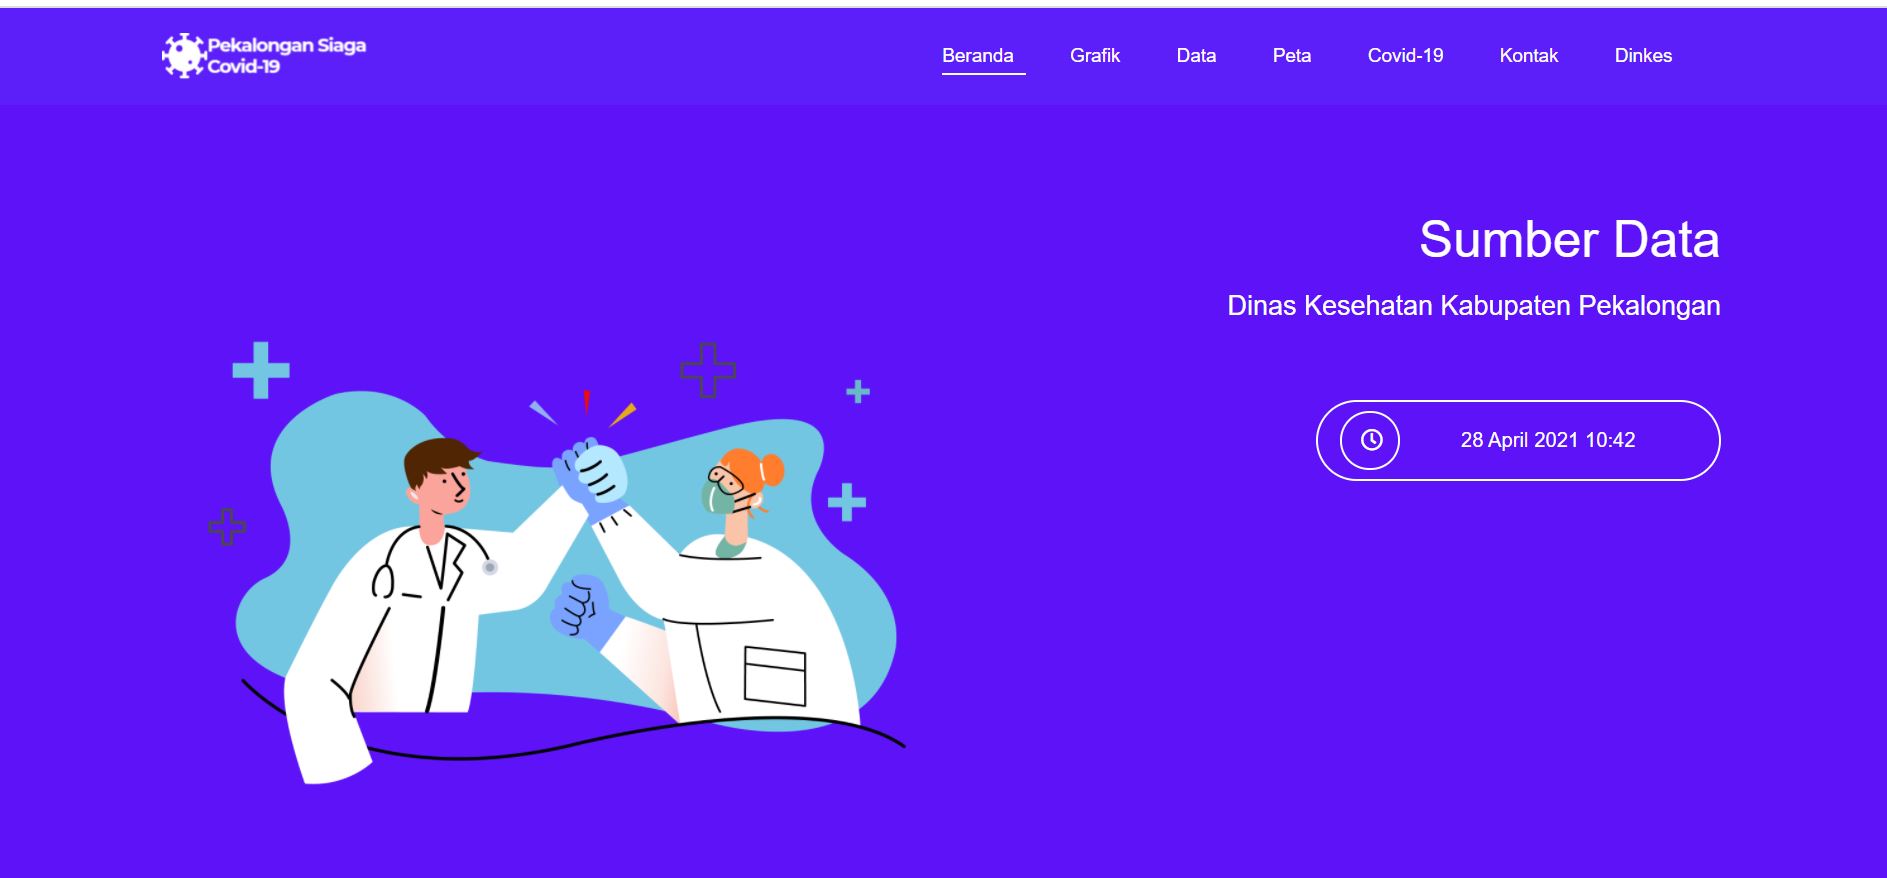 Pekalongan Siaga
Covid-19
Beranda Grafik Data Peta Covid-19 Kontak Dinkes
Sumber Data
Dinas Kesehatan Kabupaten Pekalongan
28 April 2021 10:42